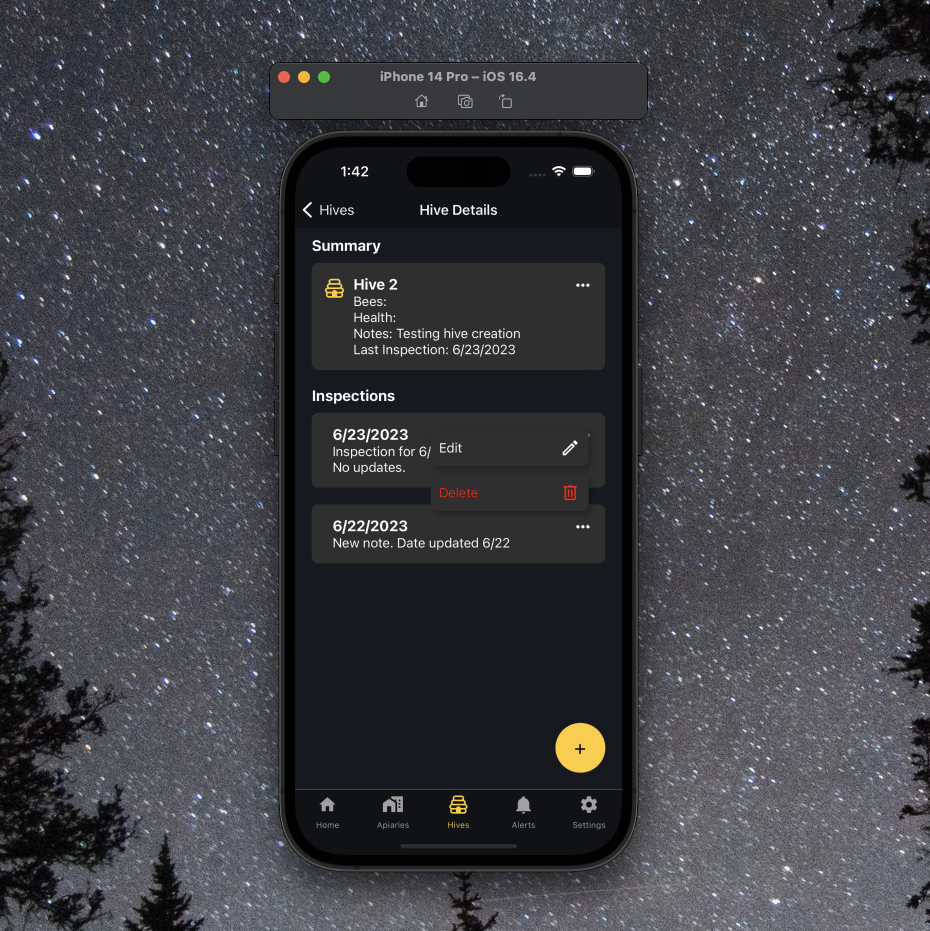 iPhone 14 Pro – iOS 16.4
1:42
Hives
Hive Details
Summary
Hive 2
Bees:
Health:
Notes: Testing hive creation
Last Inspection: 6/23/2023
Inspections
6/23/2023
Inspection for 6/
No updates.
Edit
Delete
6/22/2023
New note. Date updated 6/22
+
Home
Apiaries
Hives
Alerts
Settings